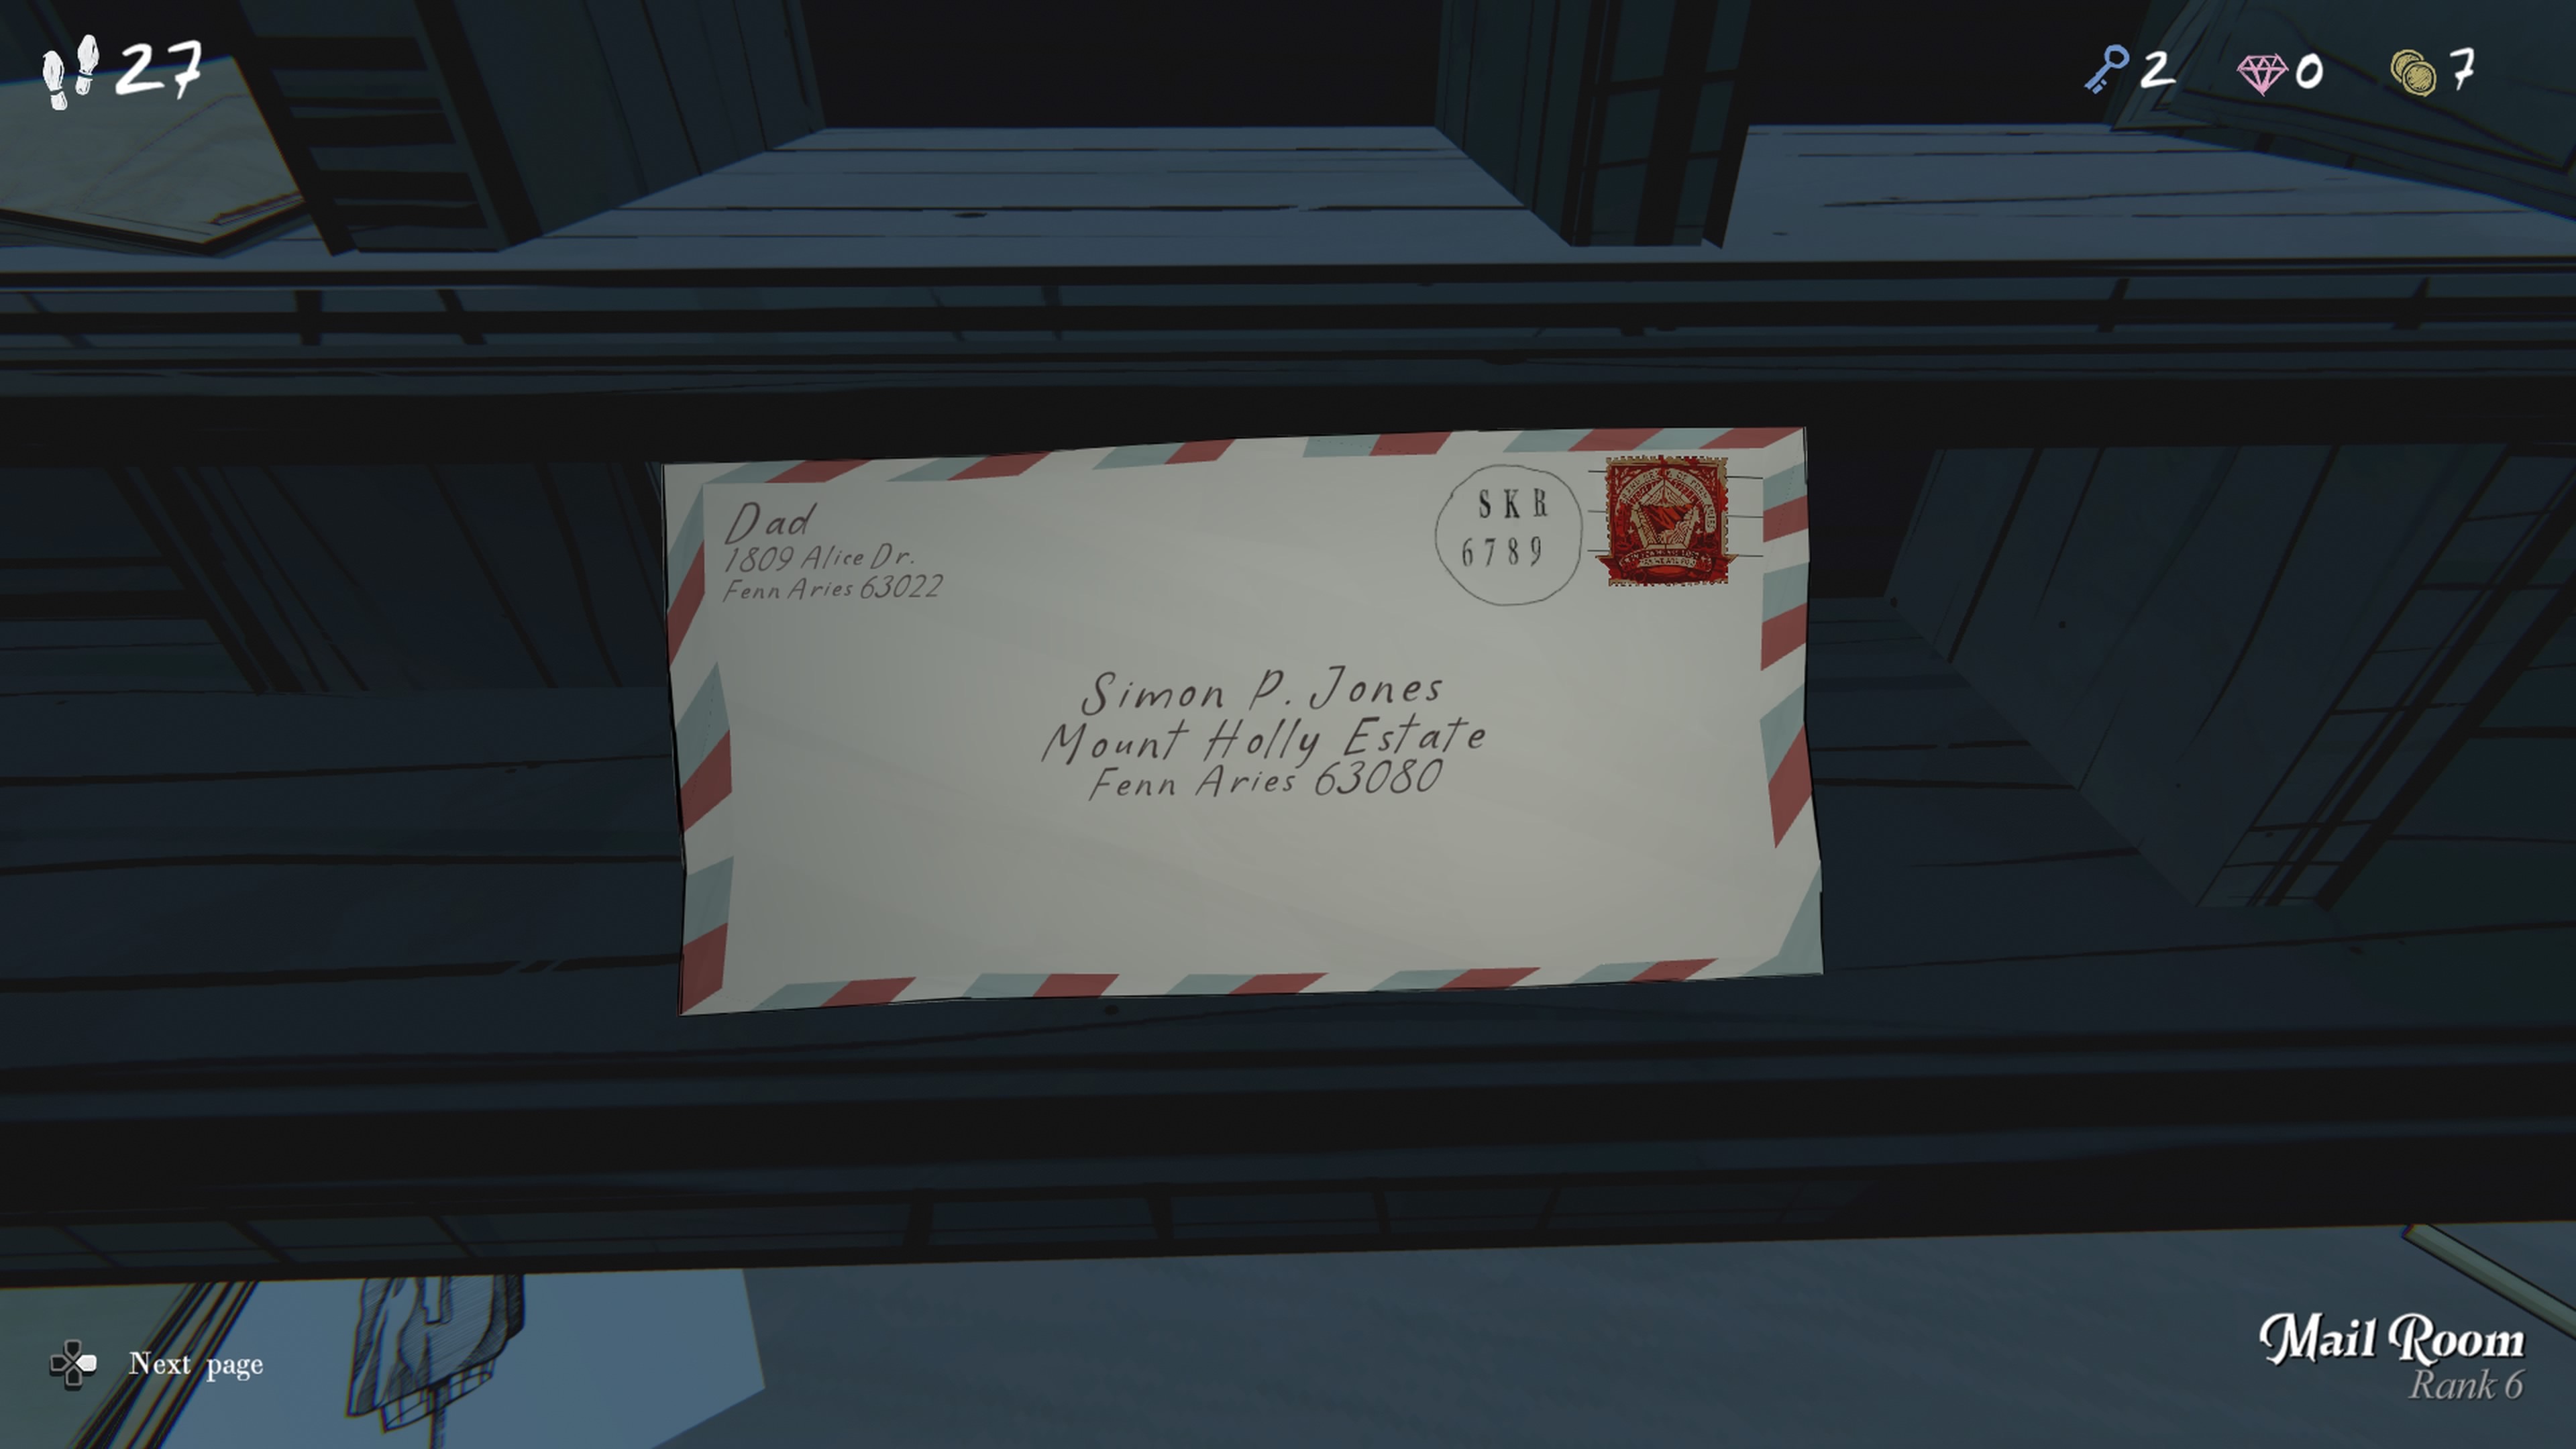 27
2
0
7
Dad
1809 Alice Dr.
Fenn Aries 63022
SKR
6789
Simon P. Jones
Mount Holly Estate
Fenn Aries 63080
Next page
Mail Room
Rank 6